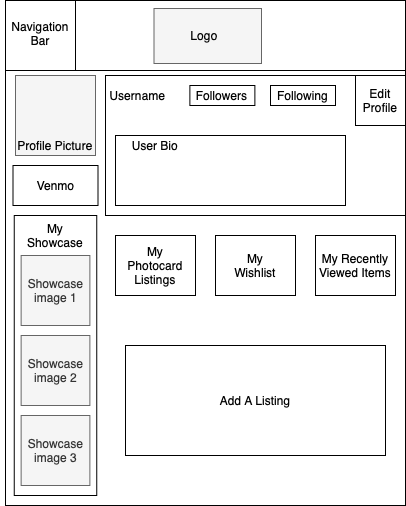 Navigation
Bar
Logo
Profile Picture
Username
Followers
Following
Edit
Profile
User Bio
Venmo
My
Showcase
Showcase
image 1
Showcase
image 2
Showcase
image 3
My
Photocard
Listings
My
Wishlist
My Recently
Viewed Items
Add A Listing